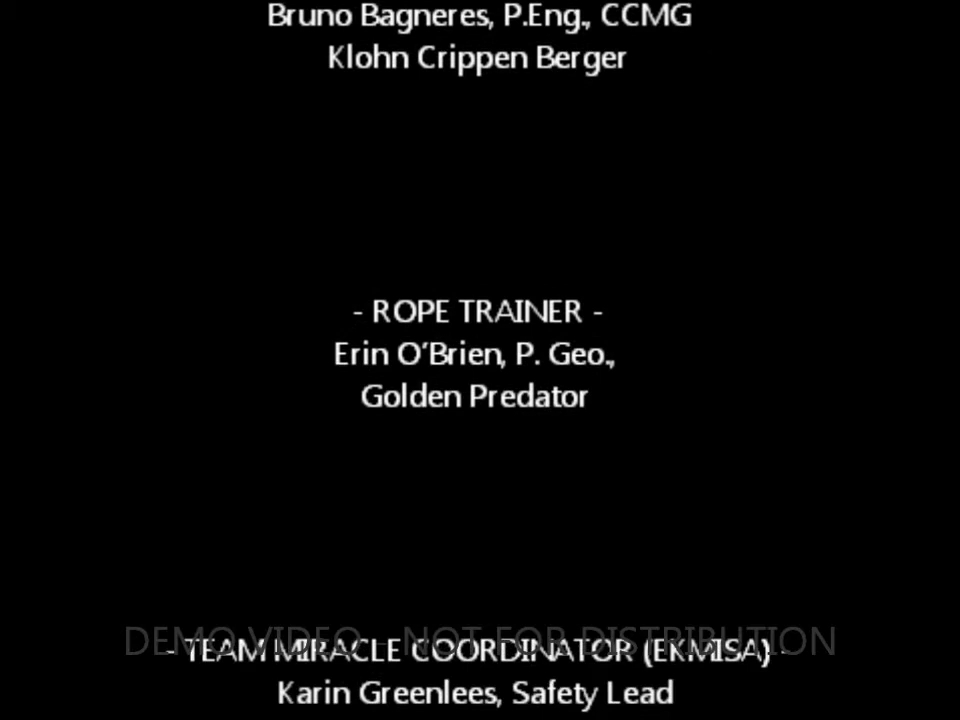 Bruno Bagneres, P.Eng., CCMG
Klohn Crippen Berger
- ROPE TRAINER -
Erin O'Brien, P. Geo.,
Golden Predator
DEMO VIDEO - NOT FOR DISTRIBUTION
- TEAM MIRACLE COORDINATOR (EKMISA) -
Karin Greenlees, Safety Lead